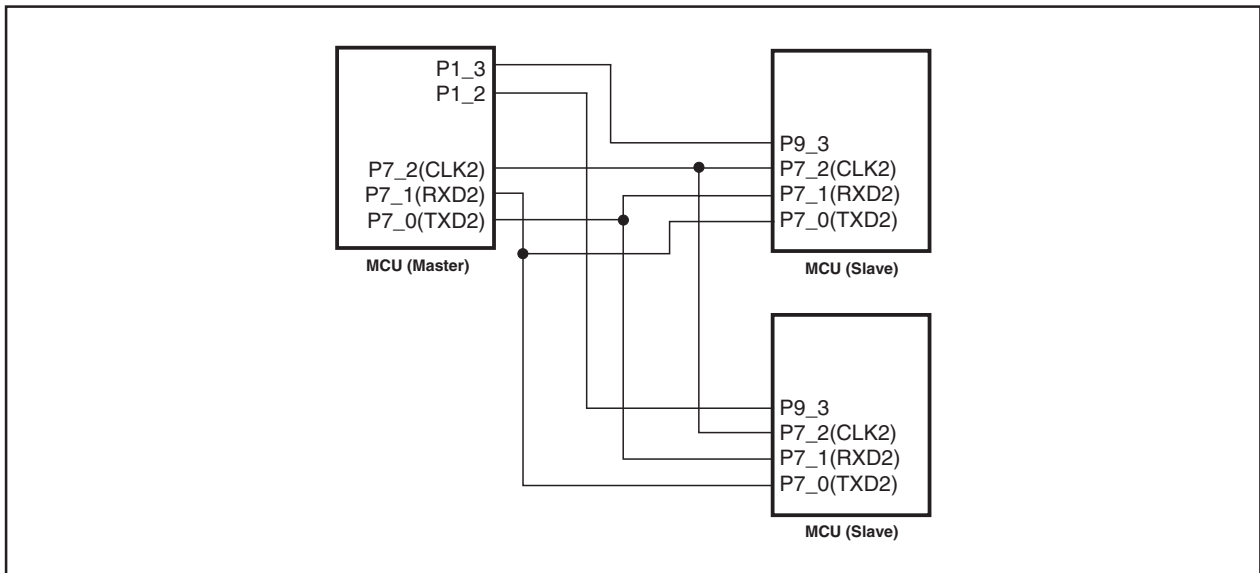 P1_3
P1_2
P7_2(CLK2)
P7_1(RXD2)
P7_0(TXD2)
MCU (Master)
P9_3
P7_2(CLK2)
P7_1(RXD2)
P7_0(TXD2)
MCU (Slave)
P9_3
P7_2(CLK2)
P7_1(RXD2)
P7_0(TXD2)
MCU (Slave)